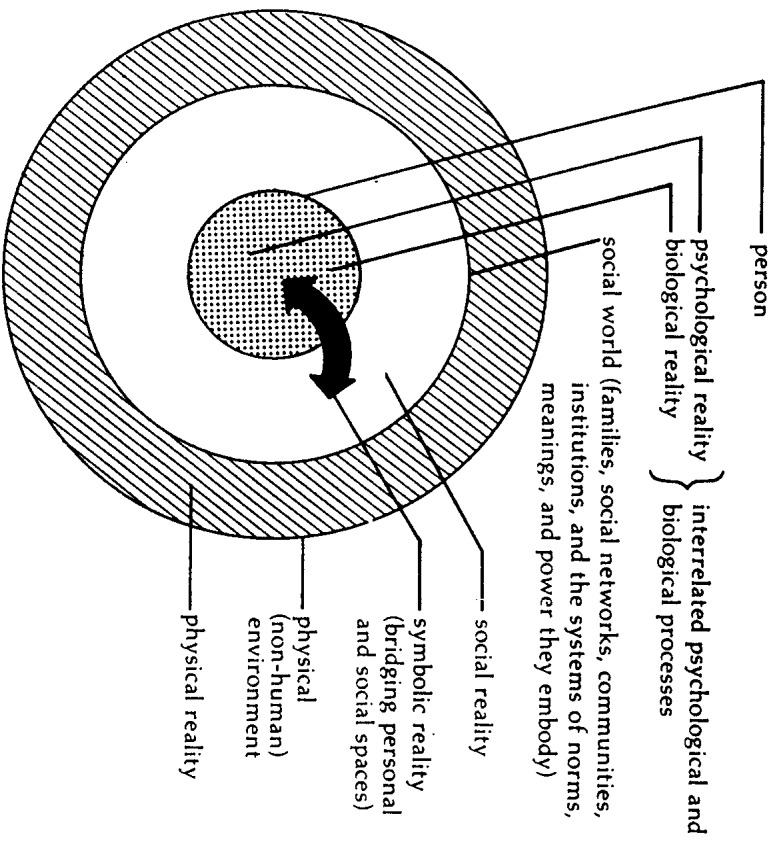 person
psychological reality
biological reality
interrelated psychological and
biological processes
social world (families, social networks, communities,
institutions, and the systems of norms,
meanings, and power they embody)
social reality
symbolic reality
(bridging personal
and social spaces)
physical
(non-human)
environment
physical reality